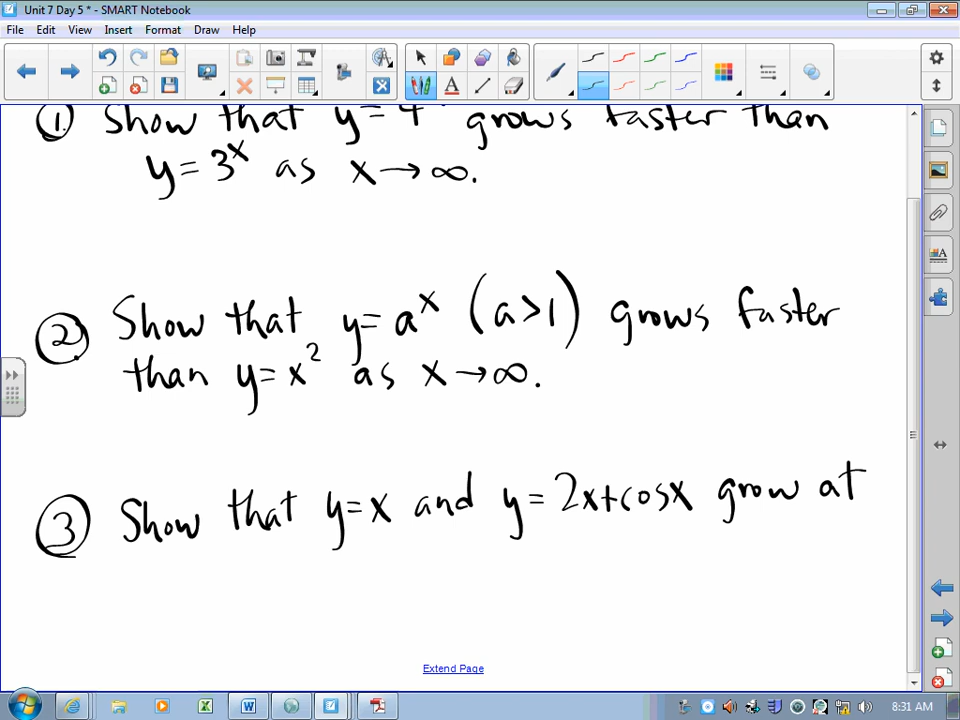 Unit 7 Day 5 * - SMART Notebook
File Edit View Insert Format Draw Help
① Show that y = 4 grows faster than
y = 3^x as x → ∞.
② Show that y = a^x (a > 1) grows faster
than y = x^2 as x → ∞.
③ Show that y = x and y = 2x + cos x grow at
Extend Page
8:31 AM